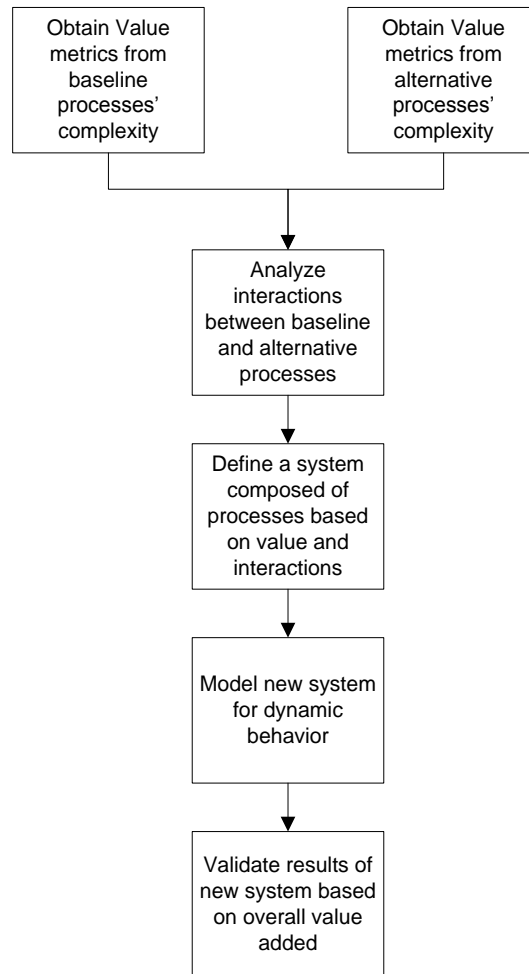 Obtain Value
metrics from
baseline
processes'
complexity
Obtain Value
metrics from
alternative
processes'
complexity
Analyze
interactions
between baseline
and alternative
processes
Define a system
composed of
processes based
on value and
interactions
Model new system
for dynamic
behavior
Validate results of
new system based
on overall value
added